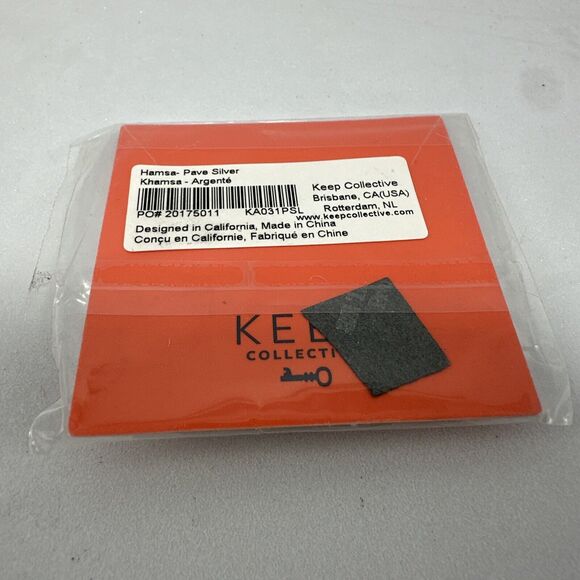 Hamsa- Pave Silver
Khamsa - Argenté
PO# 20175011 KA031PSL
Keep Collective
Brisbane, CA(USA)
Rotterdam, NL
www.keepcollective.com
Designed in California, Made in China
Conçu en Californie, Fabriqué en Chine
KEE
COLLECTI